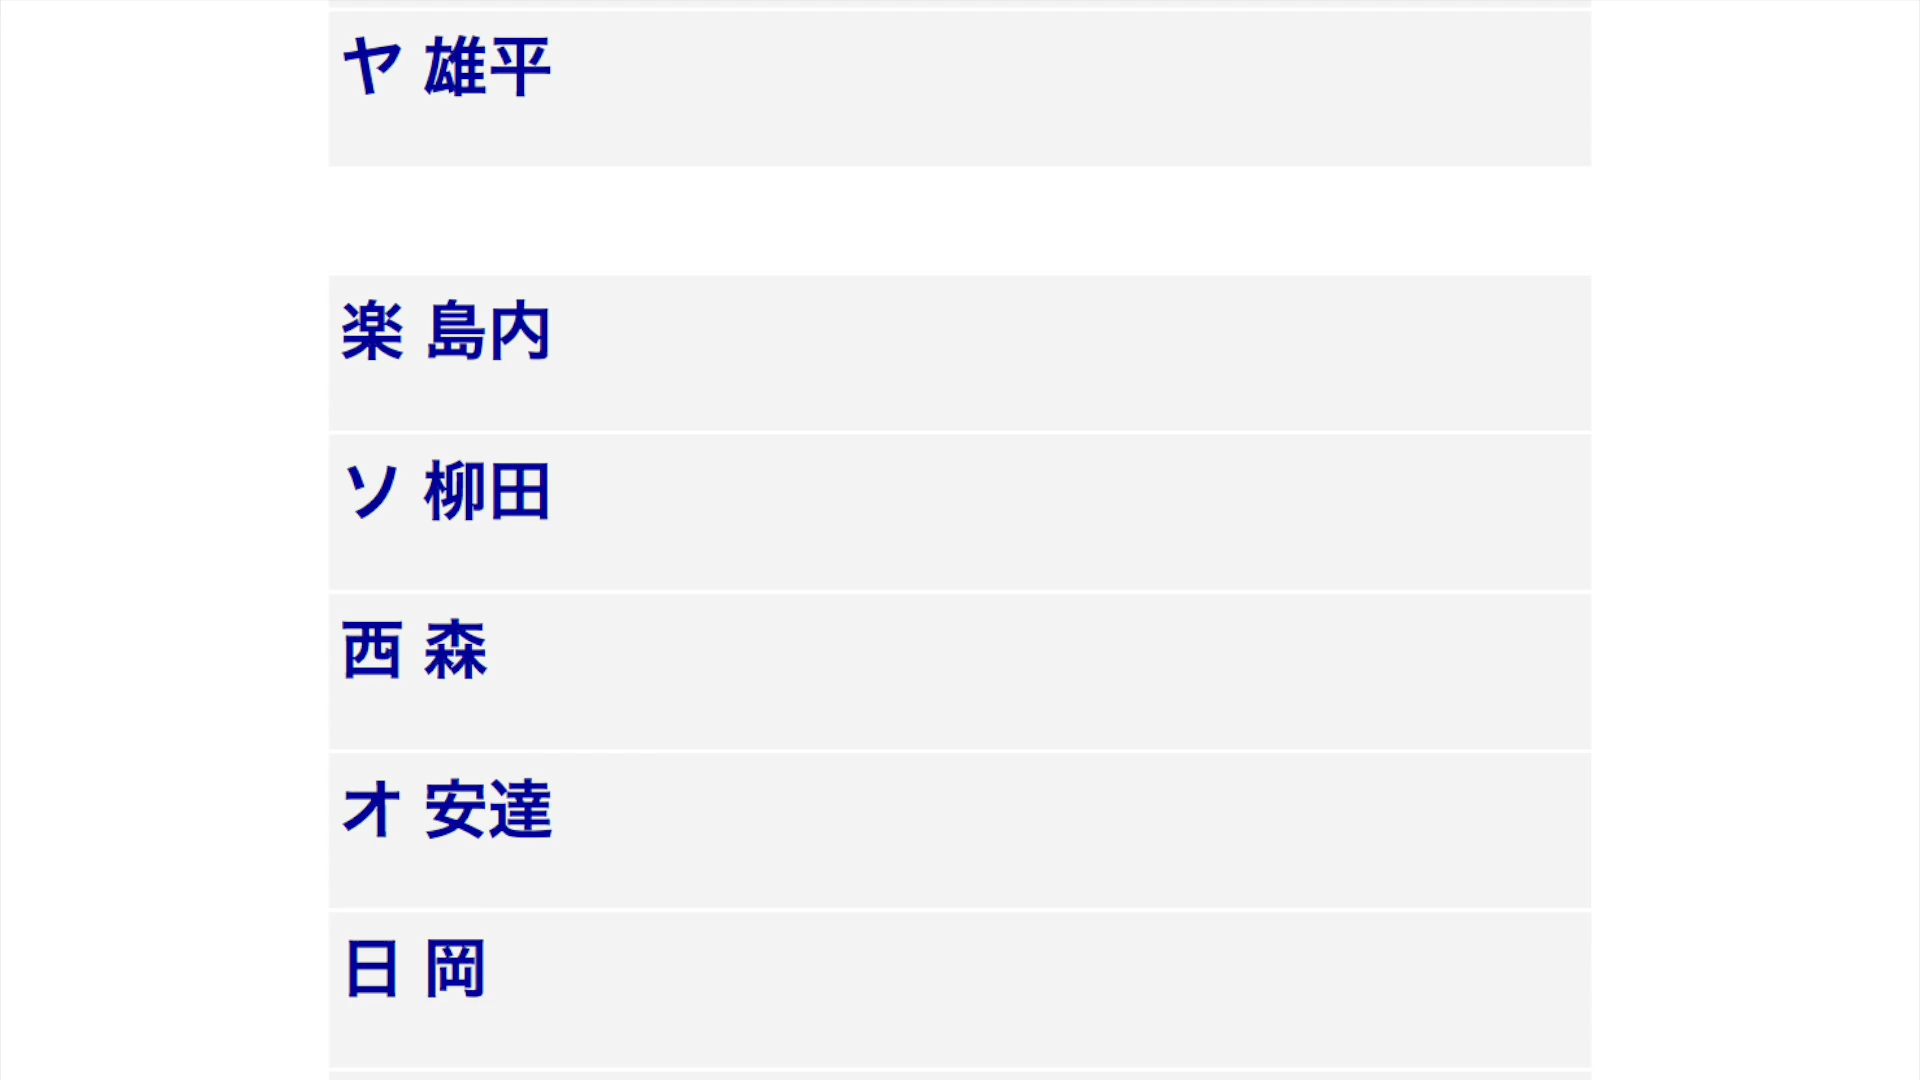 ヤ 雄平
楽 島内
ソ 柳田
西 森
オ 安達
日 岡